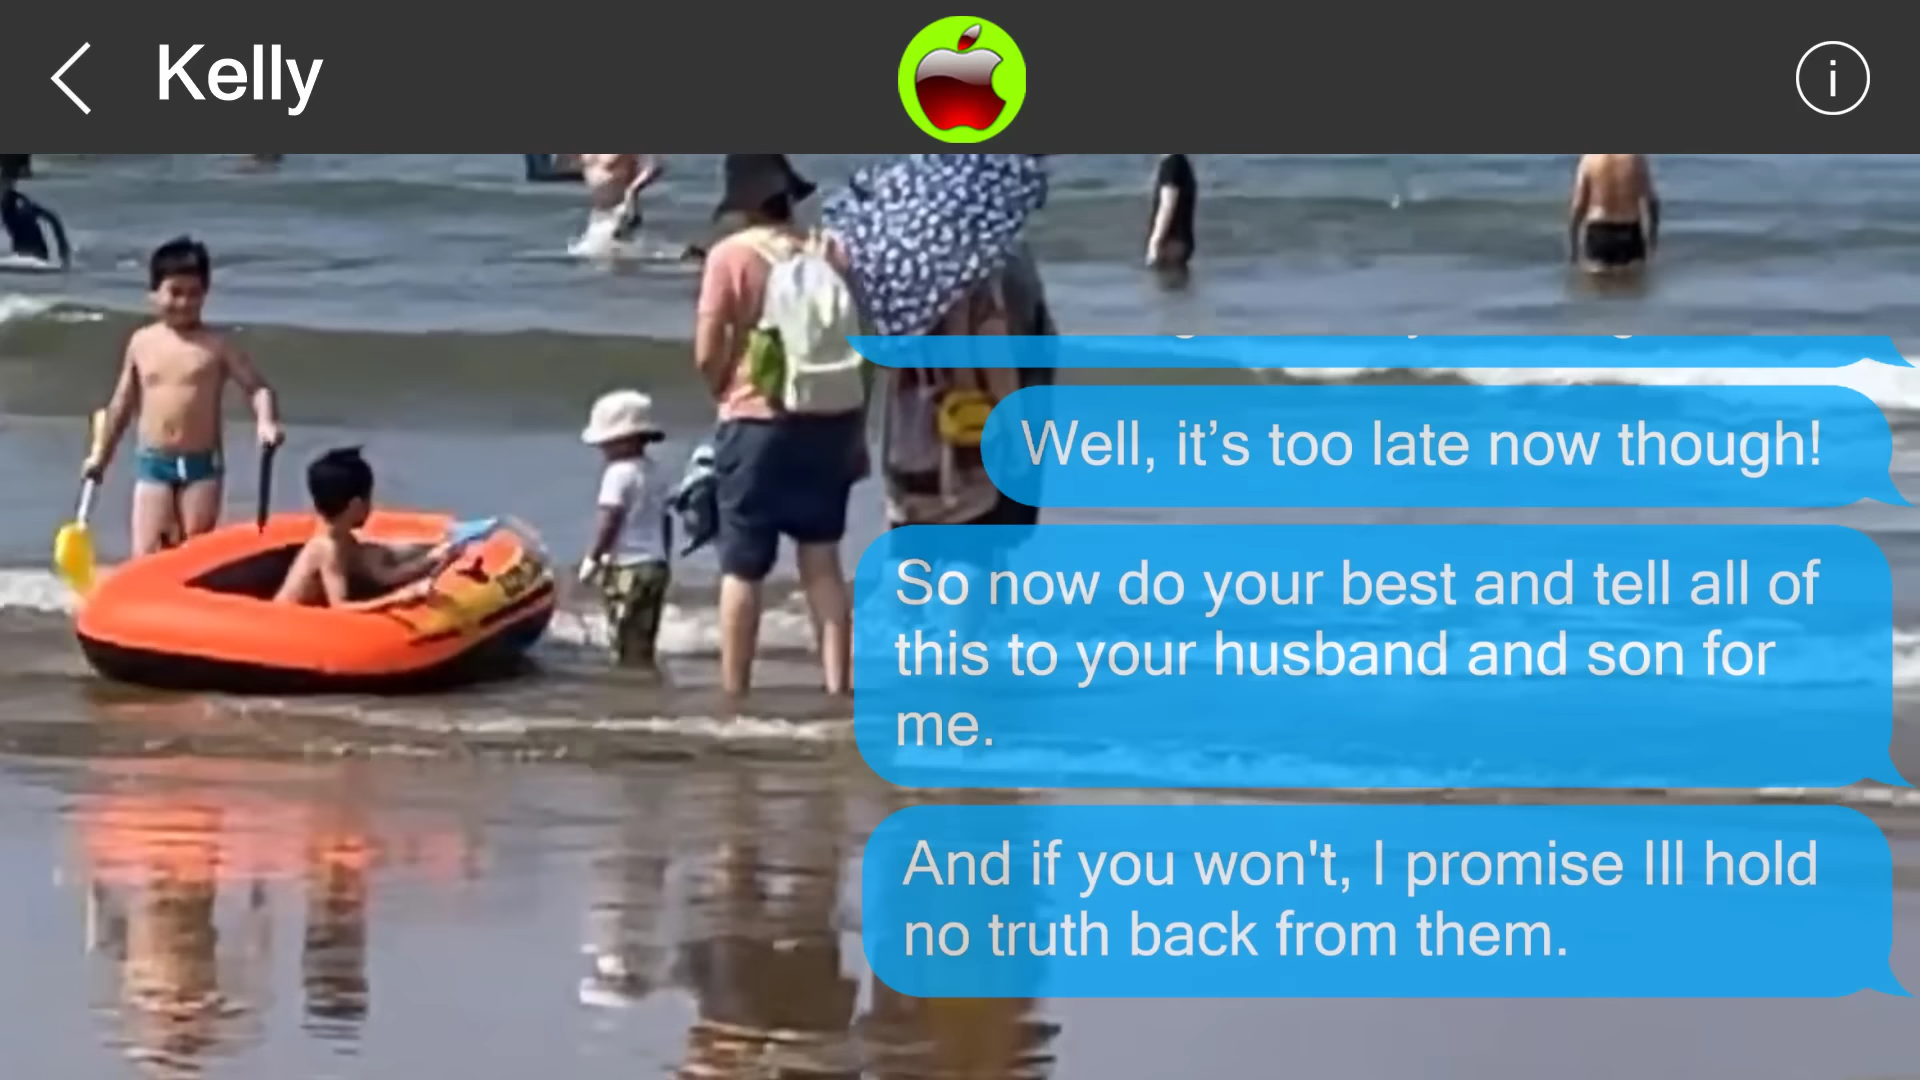 Kelly
Well, it’s too late now though!
So now do your best and tell all of
this to your husband and son for
me.
And if you won't, I promise Ill hold
no truth back from them.